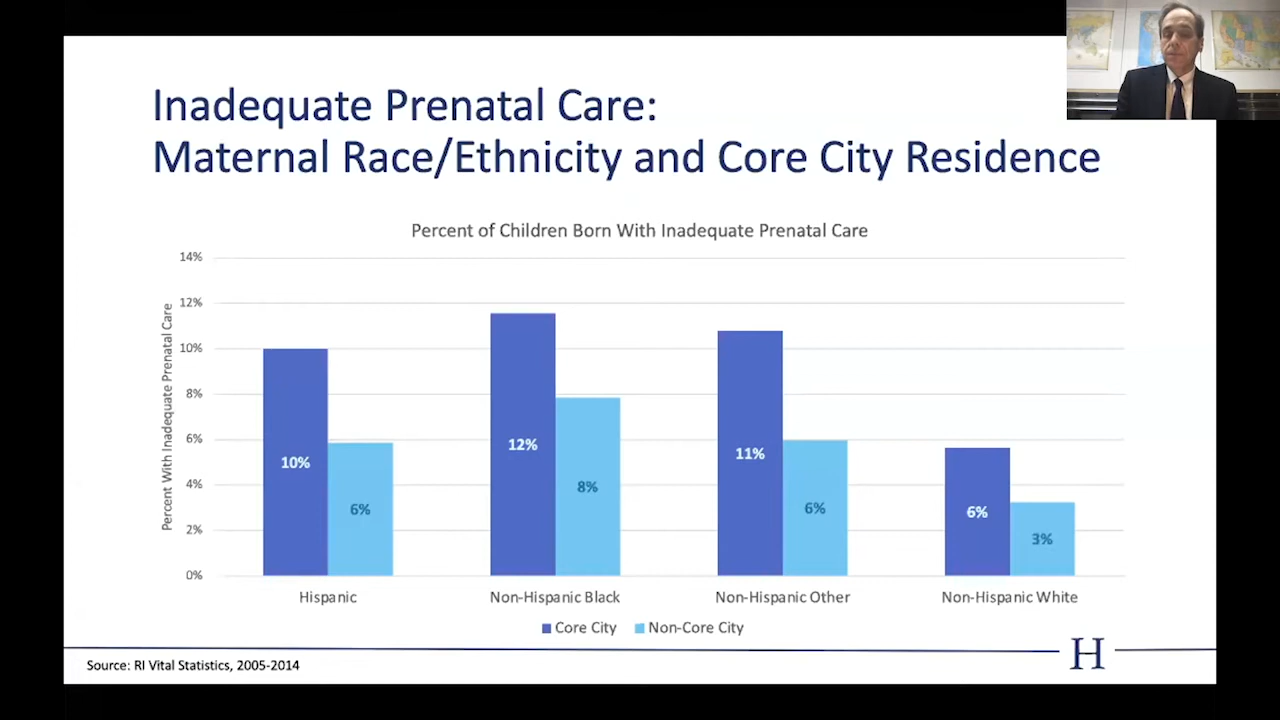 Inadequate Prenatal Care:
Maternal Race/Ethnicity and Core City Residence
Percent of Children Born With Inadequate Prenatal Care
Percent With Inadequate Prenatal Care
14%
12%
10%
8%
6%
4%
2%
0%
10%
6%
12%
8%
11%
6%
6%
3%
Hispanic
Non-Hispanic Black
Non-Hispanic Other
Non-Hispanic White
Core City
Non-Core City
Source: RI Vital Statistics, 2005-2014
H